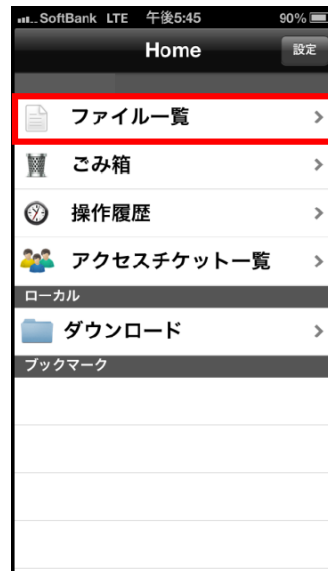 SoftBank LTE 午後5:45 90%
Home 設定
ファイル一覧
ごみ箱
操作履歴
アクセスチケット一覧
ローカル
ダウンロード
ブックマーク